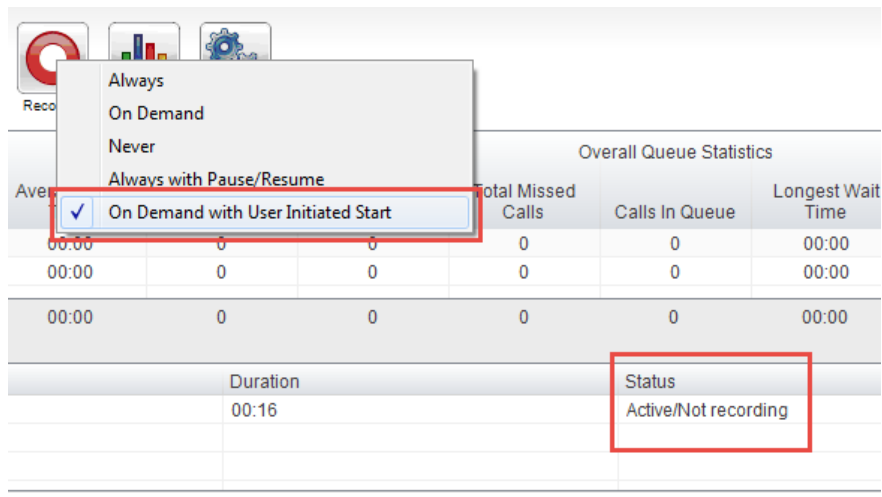 Always
Reco
On Demand
Never
Overall Queue Statistics
Always with Pause/Resume
Aver
Total Missed
Calls
Calls In Queue
Longest Wait
Time
On Demand with User Initiated Start
00:00 0 0 0 0 00:00
00:00 0 0 0 0 00:00
00:00 0 0 0 0 00:00
Duration Status
00:16 Active/Not recording